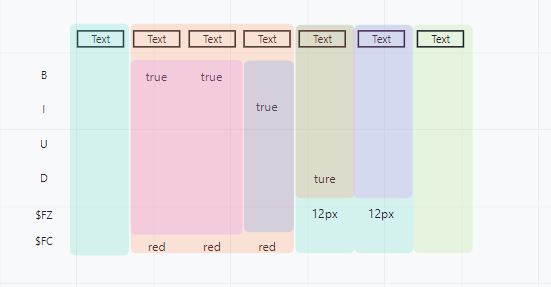 Text Text Text Text Text Text Text
B true true
I true
U
D ture
$FZ 12px 12px
$FC red red red